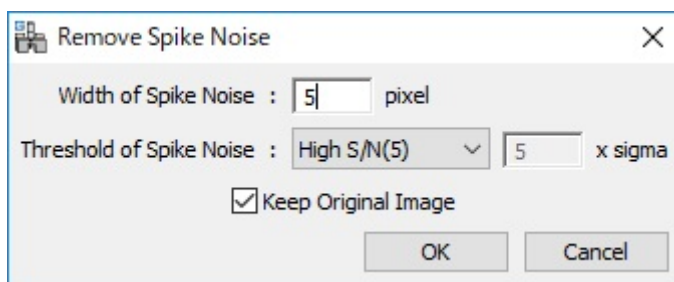 Remove Spike Noise
Width of Spike Noise : 5 pixel
Threshold of Spike Noise : High S/N(5) 5 x sigma
Keep Original Image
OK Cancel